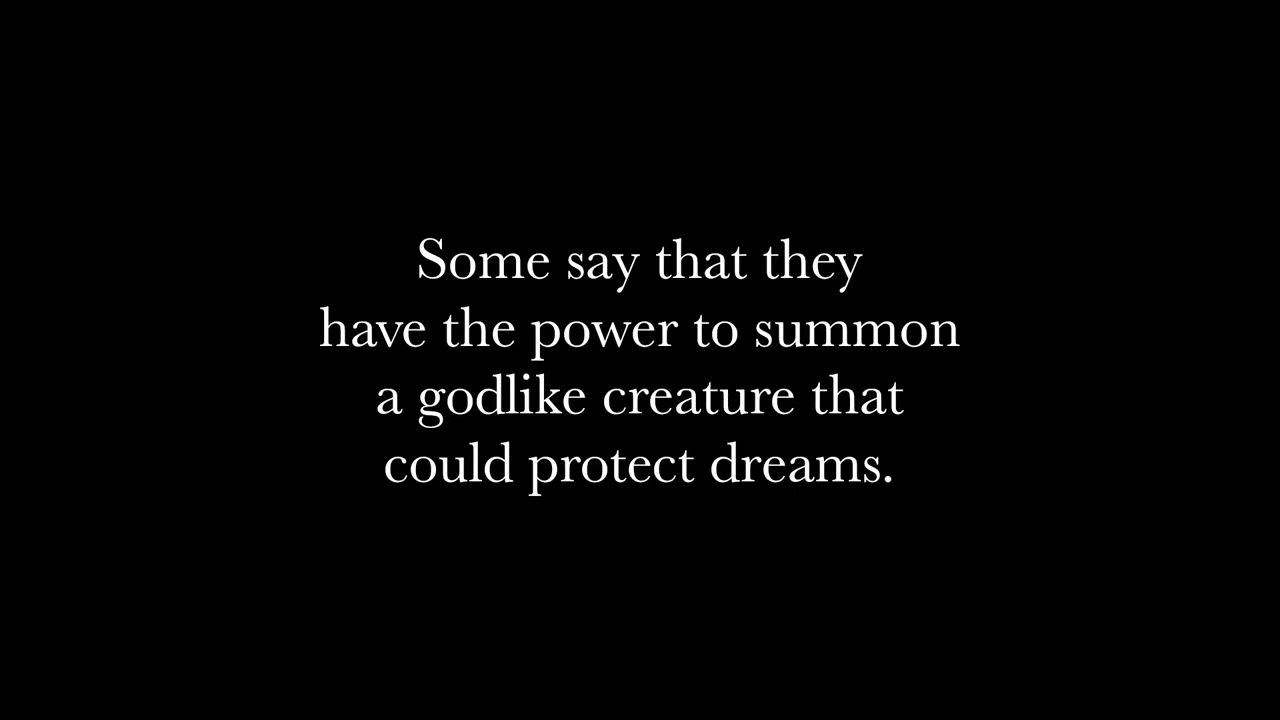 Some say that they
have the power to summon
a godlike creature that
could protect dreams.